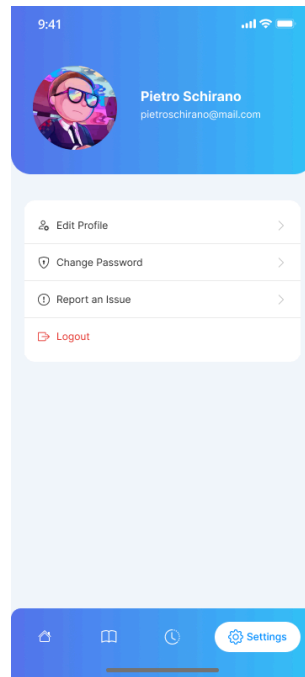 9:41
Pietro Schirano
pietroschirano@mail.com
Edit Profile
Change Password
Report an Issue
Logout
Settings